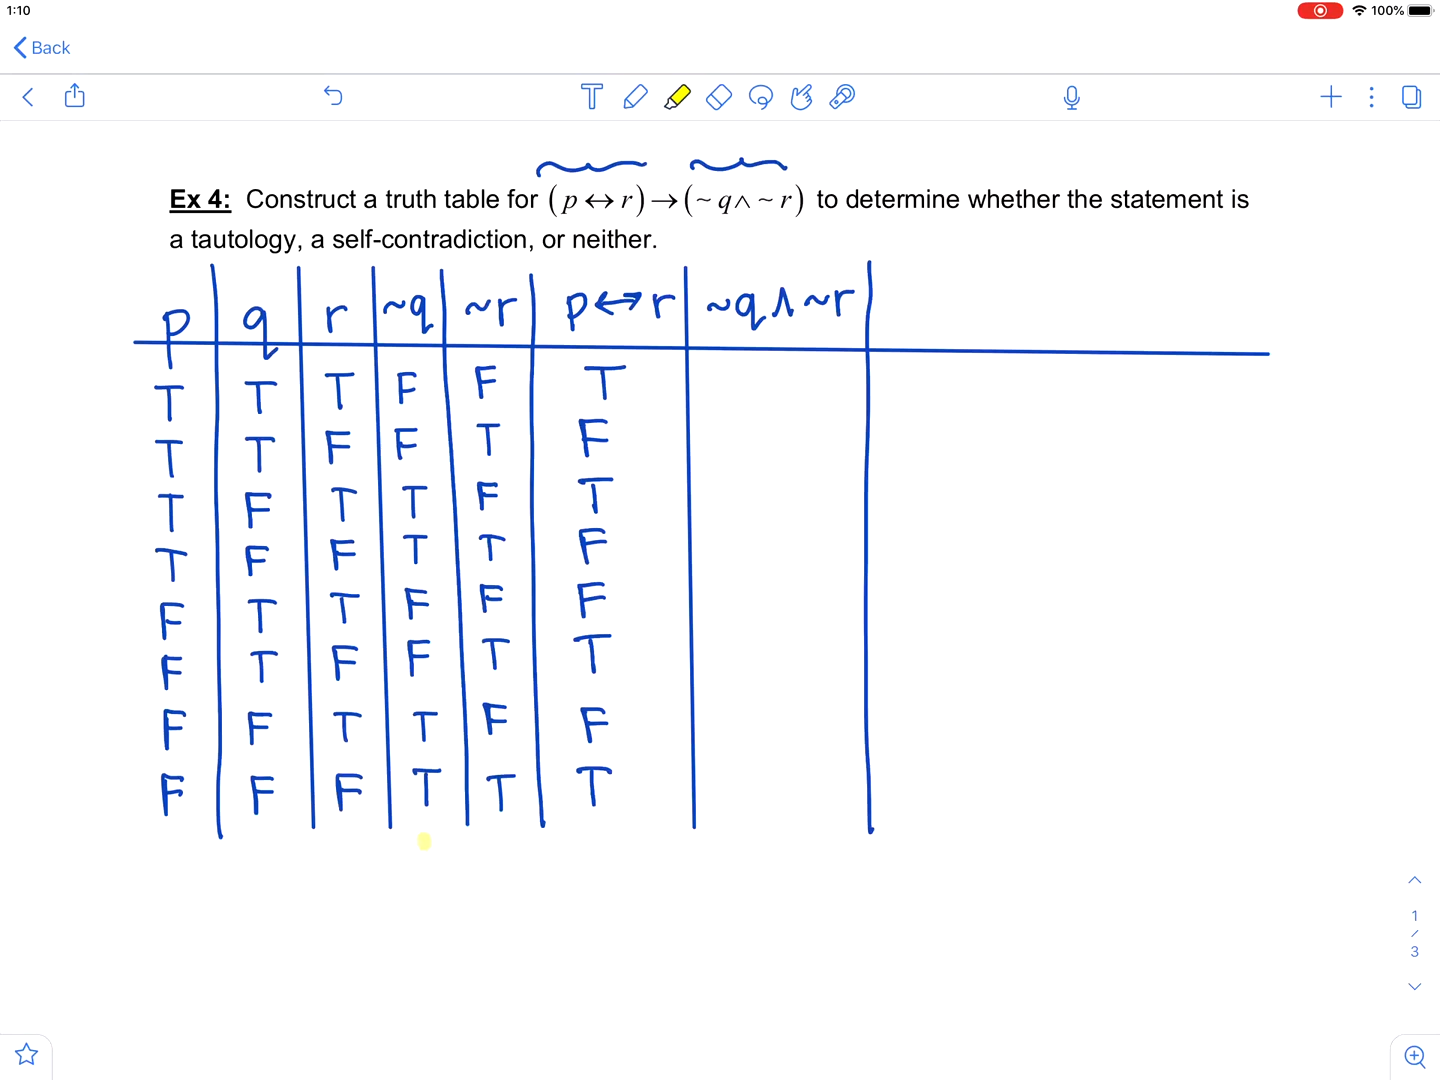 1:10
100%
Back
Ex 4: Construct a truth table for (p ↔ r) → (~ q ∧ ~ r) to determine whether the statement is
a tautology, a self-contradiction, or neither.
p q r ~q ~r p ↔ r ~q ∧ ~r
T T T F F T
T T F F T F
T F T T F T
T F F T T F
F T T F F F
F T F F T T
F F T T F F
F F F T T T
1
/
3